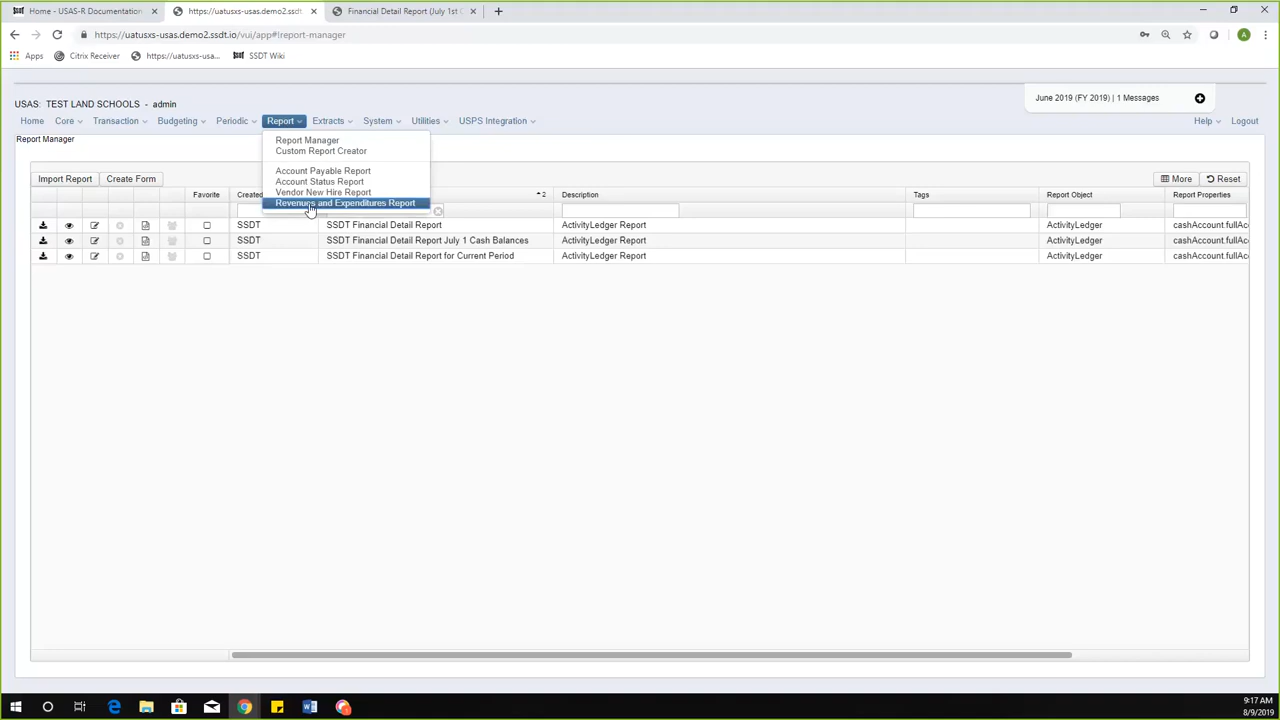 Home - USAS-R Documentation
https://uatusxs-usas.demo2.ssdt
Financial Detail Report (July 1st C
https://uatusxs-usas.demo2.ssdt.io/vui/app#!report-manager
A
Apps
Citrix Receiver
https://uatusxs-usa...
SSDT Wiki
USAS: TEST LAND SCHOOLS - admin
June 2019 (FY 2019) | 1 Messages
Home Core Transaction Budgeting Periodic Report Extracts System Utilities USPS Integration Help Logout
Report Manager
Report Manager
Custom Report Creator
Account Payable Report
Account Status Report
Vendor New Hire Report
Revenues and Expenditures Report
Import Report Create Form More Reset
Favorite Created 2 Description Tags Report Object Report Properties
SSDT SSDT Financial Detail Report ActivityLedger Report ActivityLedger cashAccount.fullAcc
SSDT SSDT Financial Detail Report July 1 Cash Balances ActivityLedger Report ActivityLedger cashAccount.fullAcc
SSDT SSDT Financial Detail Report for Current Period ActivityLedger Report ActivityLedger cashAccount.fullAcc
9:17 AM
8/9/2019